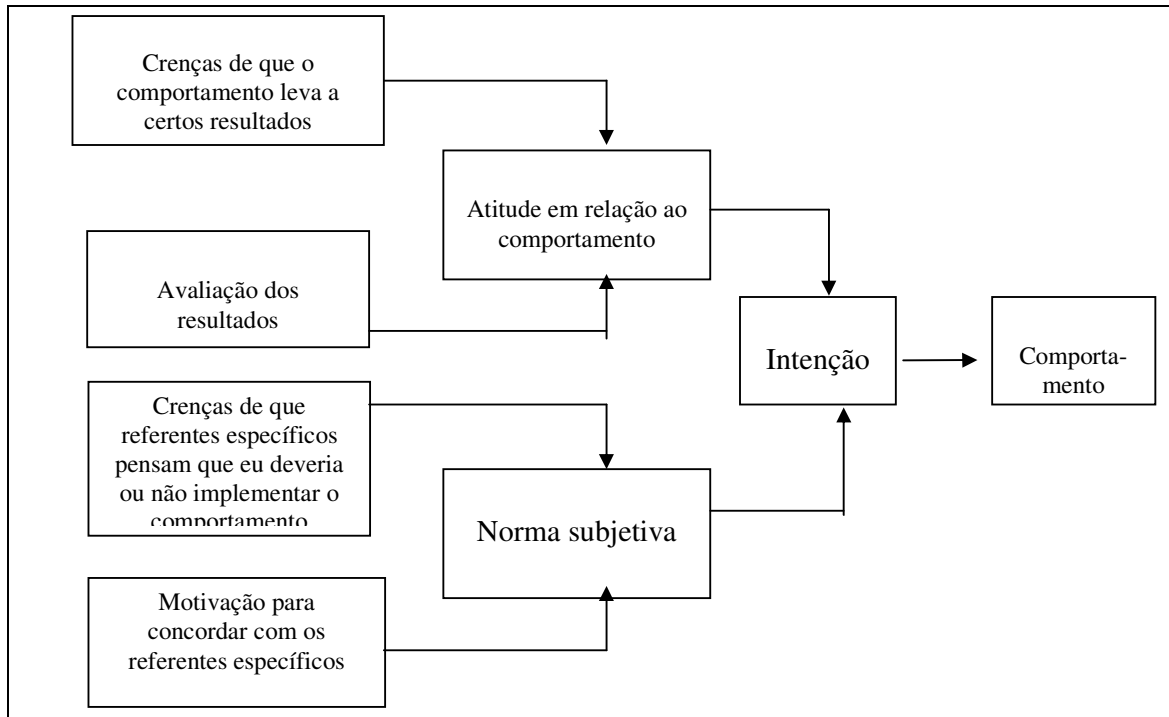 Crenças de que o
comportamento leva a
certos resultados
Atitude em relação ao
comportamento
Avaliação dos
resultados
Intenção
Comporta-
mento
Crenças de que
referentes específicos
pensam que eu deveria
ou não implementar o
comportamento
Norma subjetiva
Motivação para
concordar com os
referentes específicos